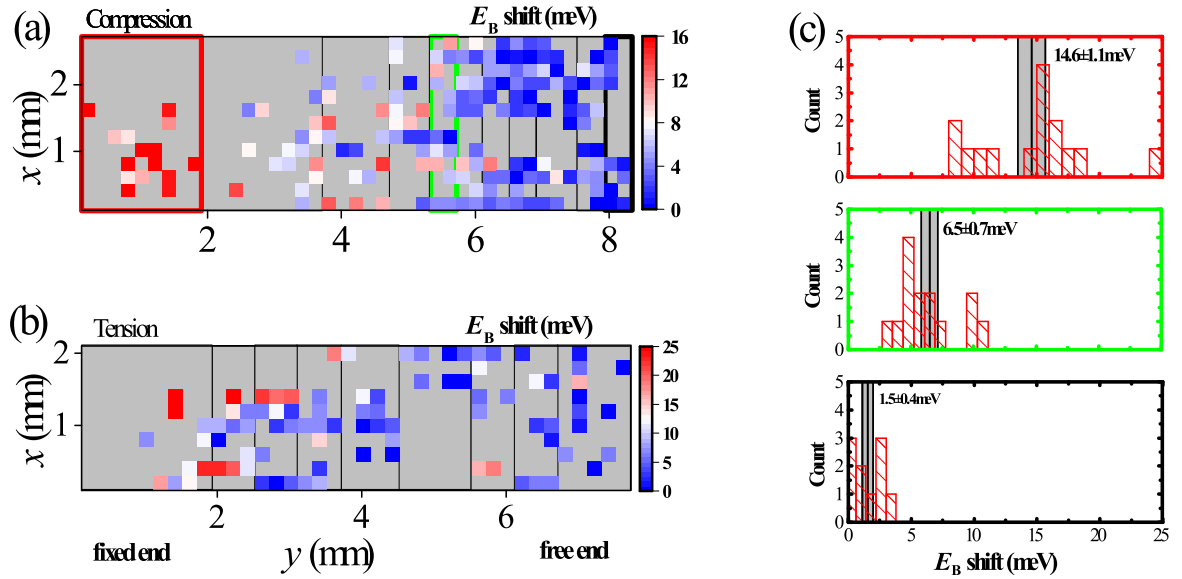 (a)
Compression
E_B shift (meV)
x (mm)
2
1
2
4
6
8
16
12
8
4
0
(b)
Tension
E_B shift (meV)
x (mm)
2
1
2
4
6
25
20
15
10
5
0
fixed end
y (mm)
free end
(c)
Count
5
4
3
2
1
0
14.6±1.1meV
Count
5
4
3
2
1
0
6.5±0.7meV
Count
5
4
3
2
1
0
1.5±0.4meV
0
5
10
15
20
25
E_B shift (meV)